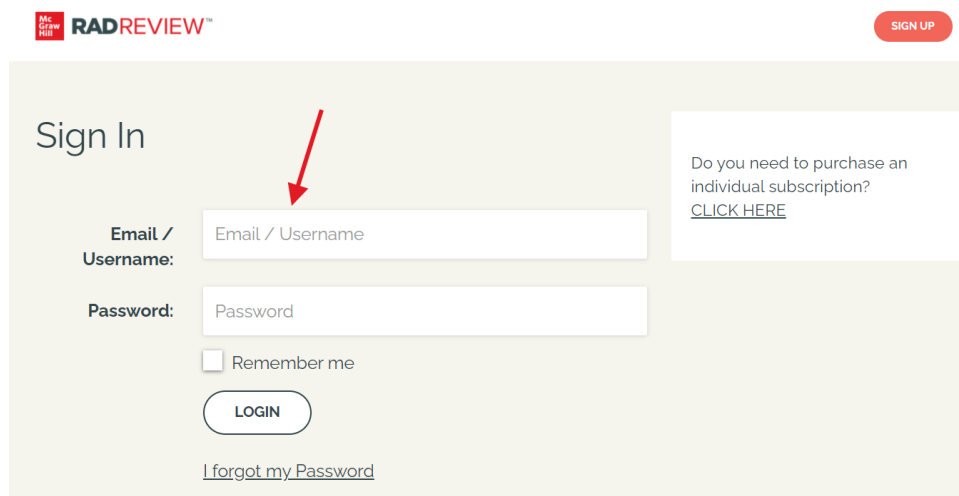 Mc
Graw
Hill
RADREVIEW™
SIGN UP
Sign In
Do you need to purchase an
individual subscription?
CLICK HERE
Email /
Username:
Email / Username
Password:
Password
Remember me
LOGIN
I forgot my Password